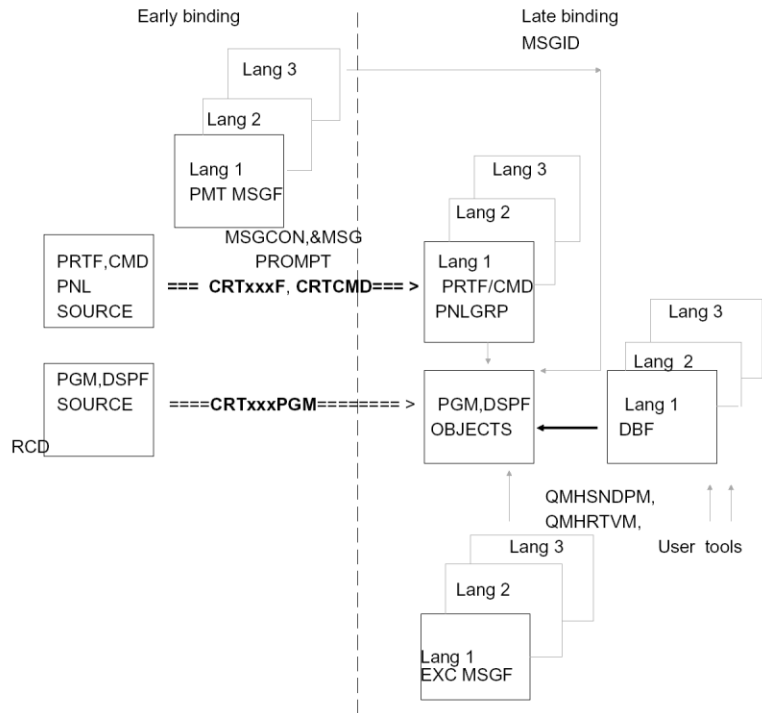 Early binding
Late binding
MSGID
Lang 3
Lang 2
Lang 1
PMT MSGF
MSGCON,&MSG
PROMPT
PRTF,CMD
PNL
SOURCE
=== CRTxxxF, CRTCMD=== >
Lang 3
Lang 2
Lang 1
PRTF/CMD
PNLGRP
PGM,DSPF
SOURCE
RCD
====CRTxxxPGM======== >
PGM,DSPF
OBJECTS
Lang 3
Lang 2
Lang 1
DBF
QMHSNDPM,
QMHRTVM,
User tools
Lang 3
Lang 2
Lang 1
EXC MSGF